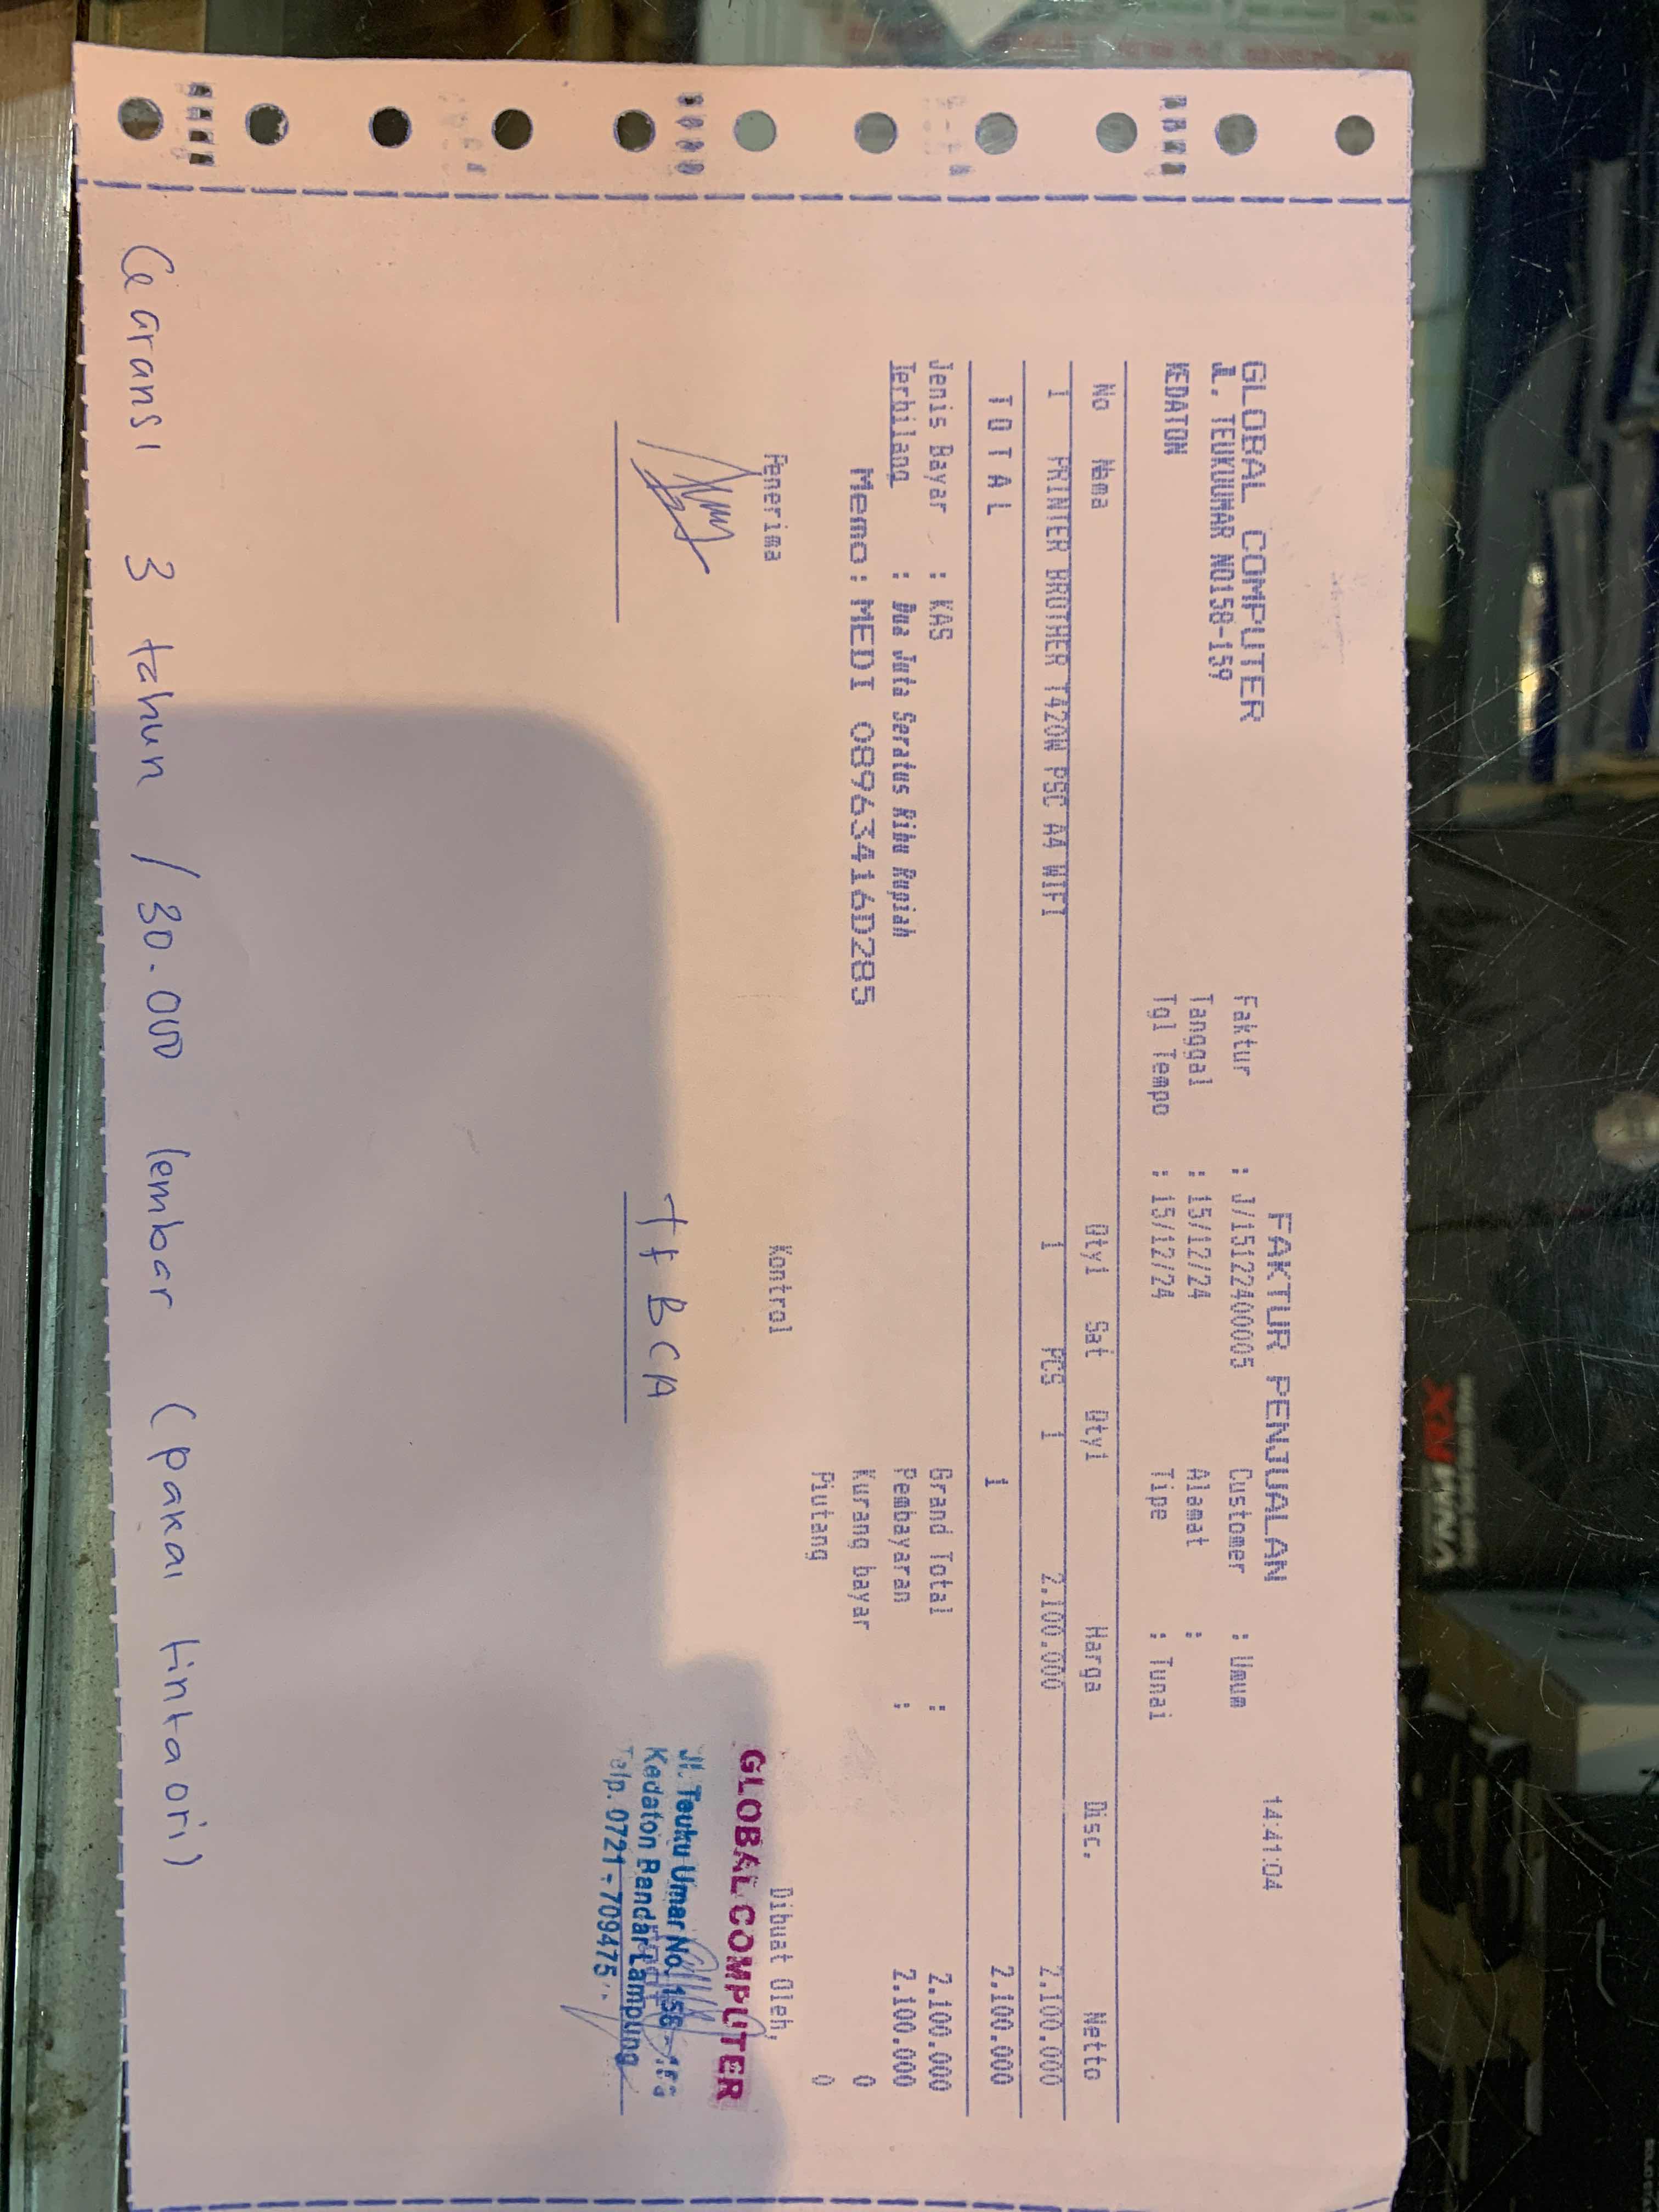 GLOBAL COMPUTER
JL. TEUKUUMAR NO158-159
KEDATON
FAKTUR PENJUALAN 14:41:04
Faktur : J/151222400005 Customer : Umum
Tanggal : 15/12/24 Alamat :
Tgl Tempo : 15/12/24 Tipe : Tunai
No Nama Qty1 Sat Qty1 Harga Disc. Netto
1 PRINTER BROTHER T420W PSC A4 WIFI 1 PCS 1 2.100.000 2.100.000
T O T A L 1 2.100.000
Jenis Bayar : KAS Grand Total : 2.100.000
Terbilang : Dua Juta Seratus Ribu Rupiah Pembayaran : 2.100.000
Memo : MEDI 089634160285 Kurang bayar 0
Piutang 0
Penerima Kontrol Dibuat Oleh,
GLOBAL COMPUTER
Jl. Teuku Umar No.
Kedaton Bandar Lampung
Telp. 0721 - 709475
Tf BCA
Garansi 3 tahun / 30.000 lembar (pakai tinta ori)
VNMRX